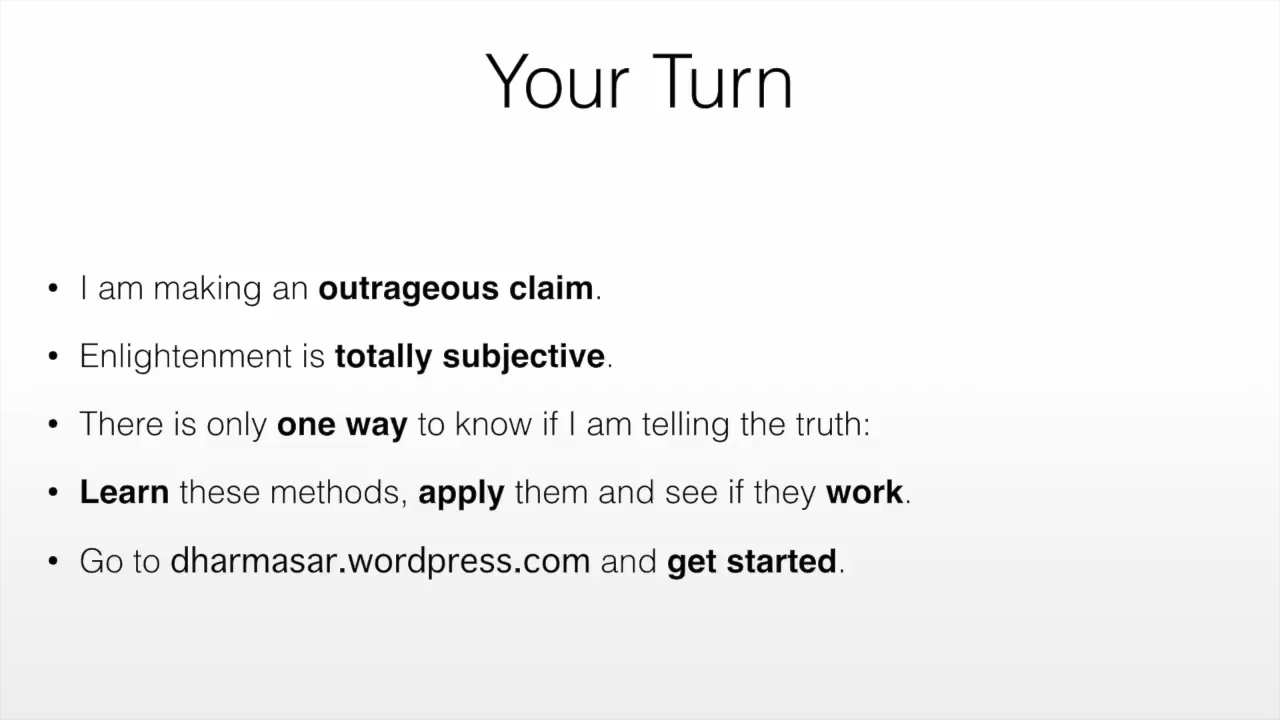 Your Turn
• I am making an outrageous claim.
• Enlightenment is totally subjective.
• There is only one way to know if I am telling the truth:
• Learn these methods, apply them and see if they work.
• Go to dharmasar.wordpress.com and get started.